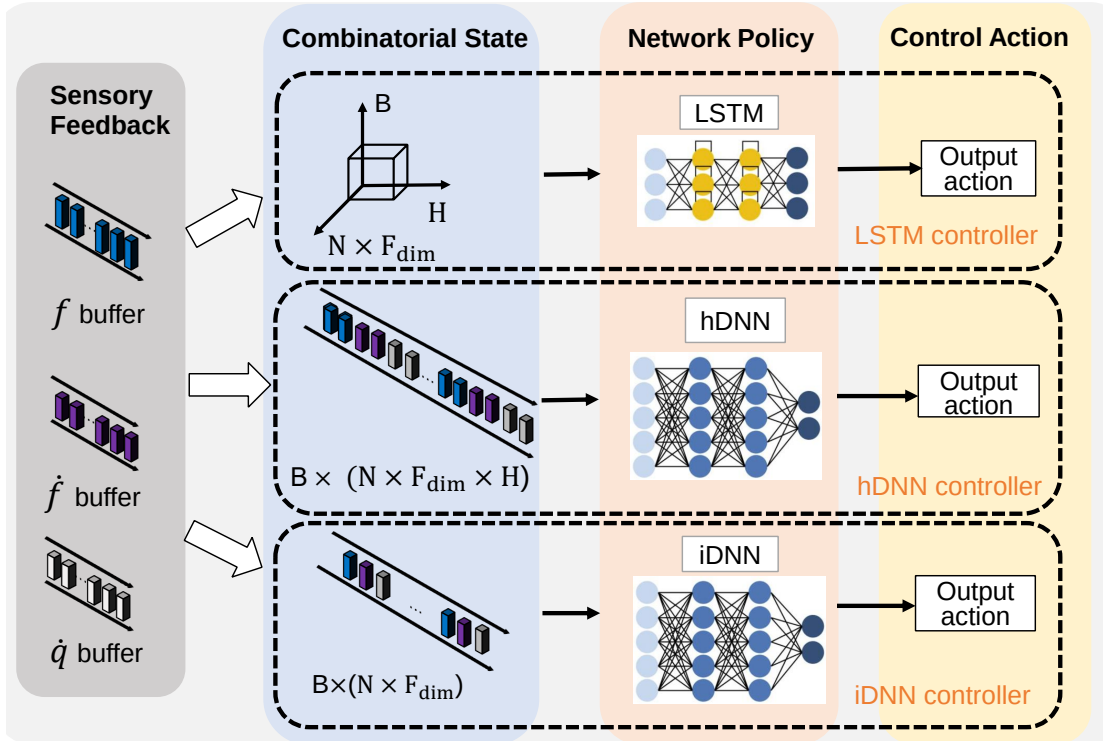 Combinatorial State
Network Policy
Control Action
Sensory
Feedback
f buffer
ḟ buffer
q̇ buffer
B
H
N × F_dim
LSTM
Output
action
LSTM controller
...
B × (N × F_dim × H)
hDNN
Output
action
hDNN controller
...
B×(N × F_dim)
iDNN
Output
action
iDNN controller